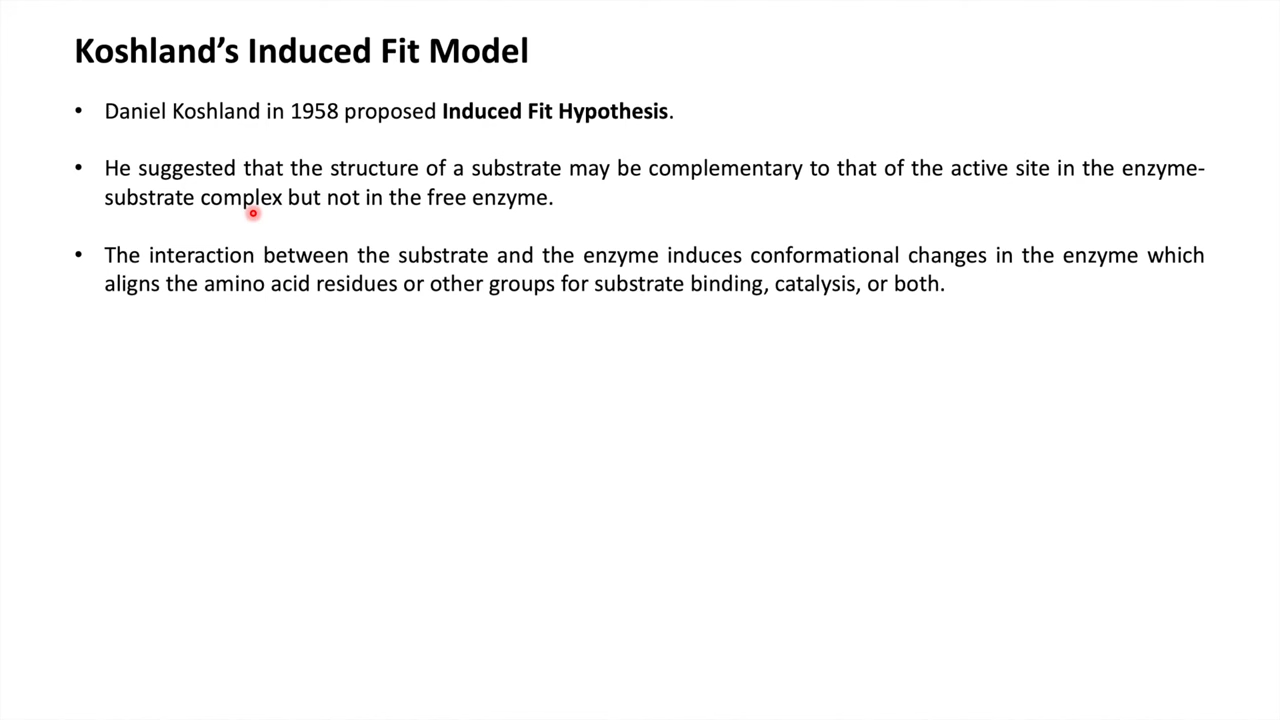 Koshland’s Induced Fit Model
• Daniel Koshland in 1958 proposed Induced Fit Hypothesis.
• He suggested that the structure of a substrate may be complementary to that of the active site in the enzyme-
substrate complex but not in the free enzyme.
• The interaction between the substrate and the enzyme induces conformational changes in the enzyme which
aligns the amino acid residues or other groups for substrate binding, catalysis, or both.